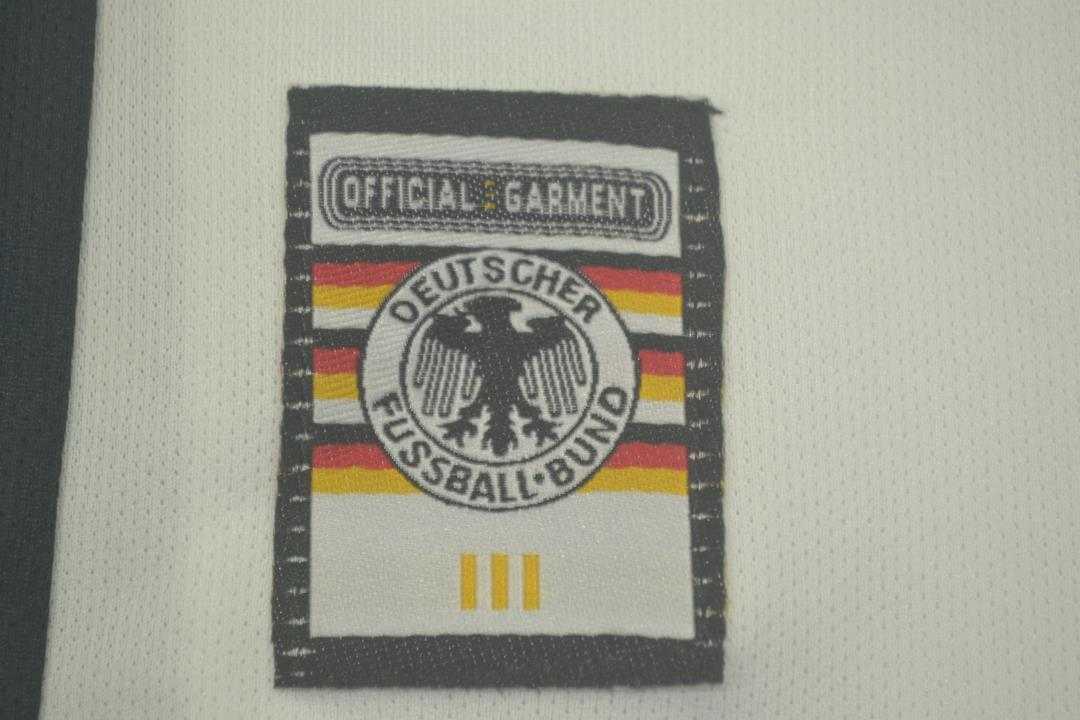 OFFICIAL GARMENT
DEUTSCHER
FUSSBALL·BUND